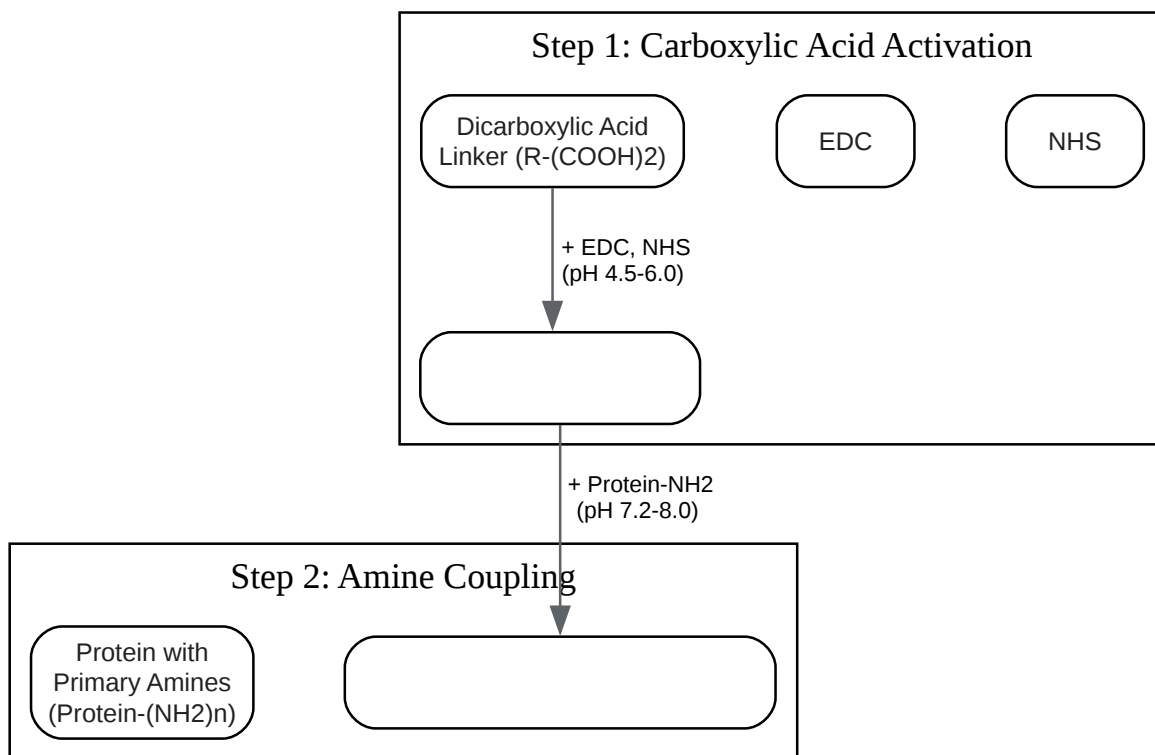 Step 1: Carboxylic Acid Activation
Dicarboxylic Acid
Linker (R-(COOH)2)
EDC
NHS
+ EDC, NHS
(pH 4.5-6.0)
+ Protein-NH2
(pH 7.2-8.0)
Step 2: Amine Coupling
Protein with
Primary Amines
(Protein-(NH2)n)